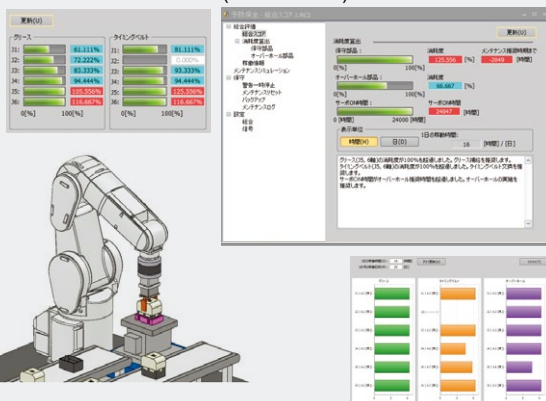 更新(U)
グリース
タイミングベルト
J1: 61.111%
J2: 72.222%
J3: 83.333%
J4: 94.444%
J5: 125.556%
J6: 116.667%
0[%] 100[%]
J1: 81.111%
J2: 0.000%
J3: 93.333%
J4: 94.444%
J5: 125.556%
J6: 116.667%
0[%] 100[%]
総合評価
総合スコア
消耗度算出
保守部品
オーバーホール部品
稼動情報
メンテナンスシミュレーション
保守
警告一時停止
メンテナンスリセット
バックアップ
メンテナンスログ
設定
総合
信号
更新(U)
消耗度算出
保守部品:
消耗度
メンテナンス推奨時期まで
125.556 [%]
-2849 [時間]
0[%] 100[%]
オーバーホール部品:
消耗度
66.667 [%]
0[%] 100[%]
サーボON時間:
サーボON時間
24047 [時間]
0 [時間] 24000 [時間]
表示単位
時間(H)
日(D)
1日の稼動時間:
16 [時間] / [日]
グリース(J5, 6軸)の消耗度が100%を超過しました。グリース補給を推奨します。
タイミングベルト(J5, 6軸)の消耗度が100%を超過しました。タイミングベルト交換を推
奨します。
サーボON時間がオーバーホール推奨時間を超過しました。オーバーホールの実施を
推奨します。
グリース
タイミングベルト
オーバーホール